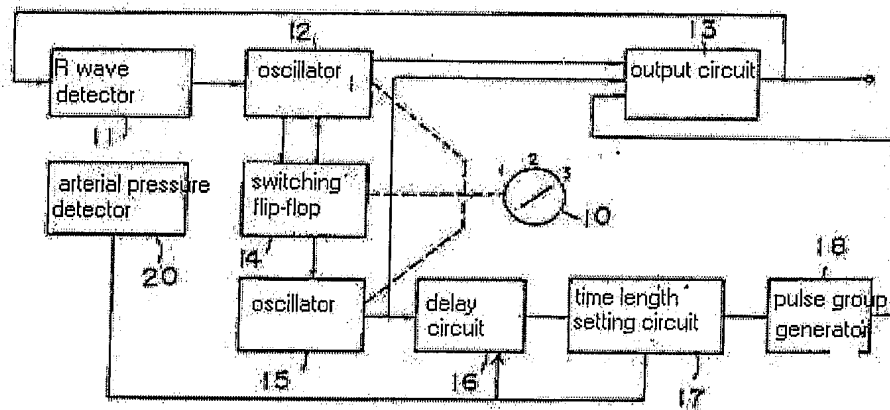 12
13
R wave
detector
oscillator 1
output circuit
11
arterial pressure
detector
switching
flip-flop
1 2 3
10
20
14
18
oscillator
delay
circuit
time length
setting circuit
pulse group
generator
15
16
17